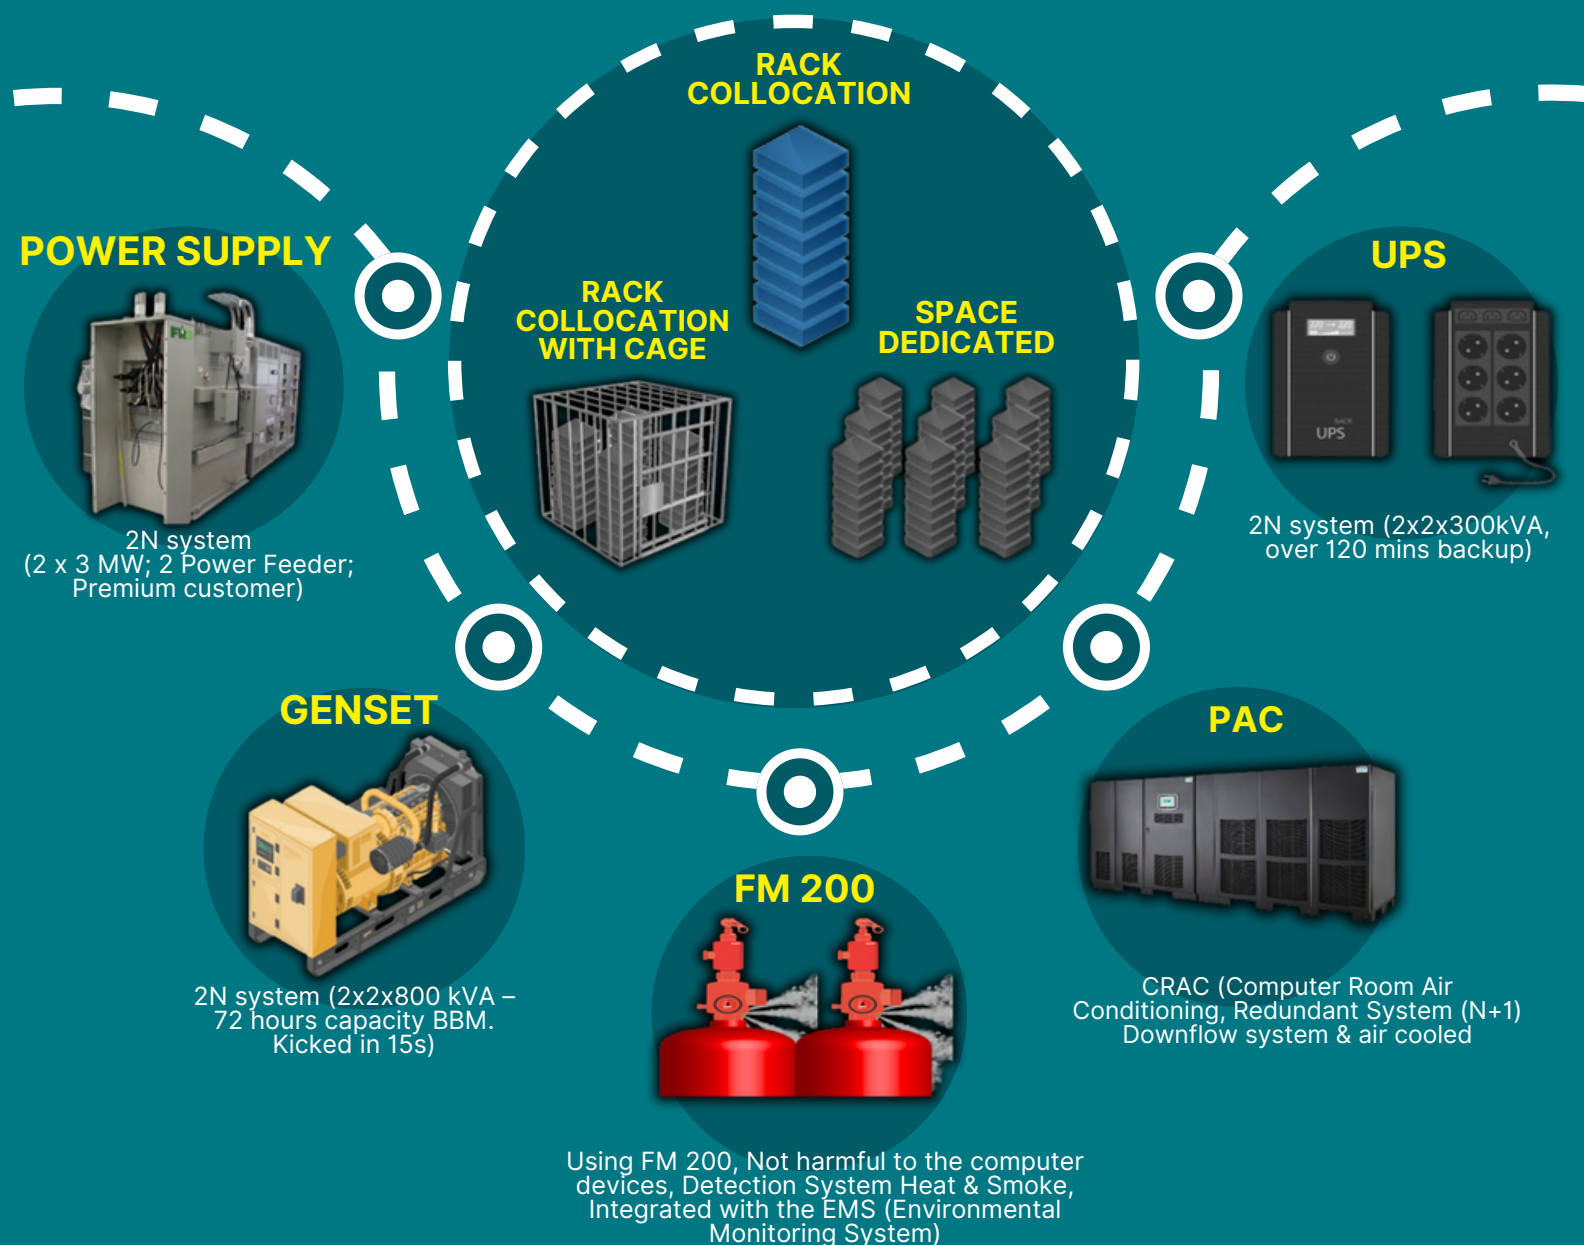 RACK
COLLOCATION
RACK
COLLOCATION
WITH CAGE
SPACE
DEDICATED
POWER SUPPLY
2N system
(2 x 3 MW; 2 Power Feeder;
Premium customer)
UPS
220 220
BACK
UPS
2N system (2x2x300kVA,
over 120 mins backup)
GENSET
2N system (2x2x800 kVA –
72 hours capacity BBM.
Kicked in 15s)
FM 200
Using FM 200, Not harmful to the computer
devices, Detection System Heat & Smoke,
Integrated with the EMS (Environmental
Monitoring System)
PAC
CRAC (Computer Room Air
Conditioning, Redundant System (N+1)
Downflow system & air cooled